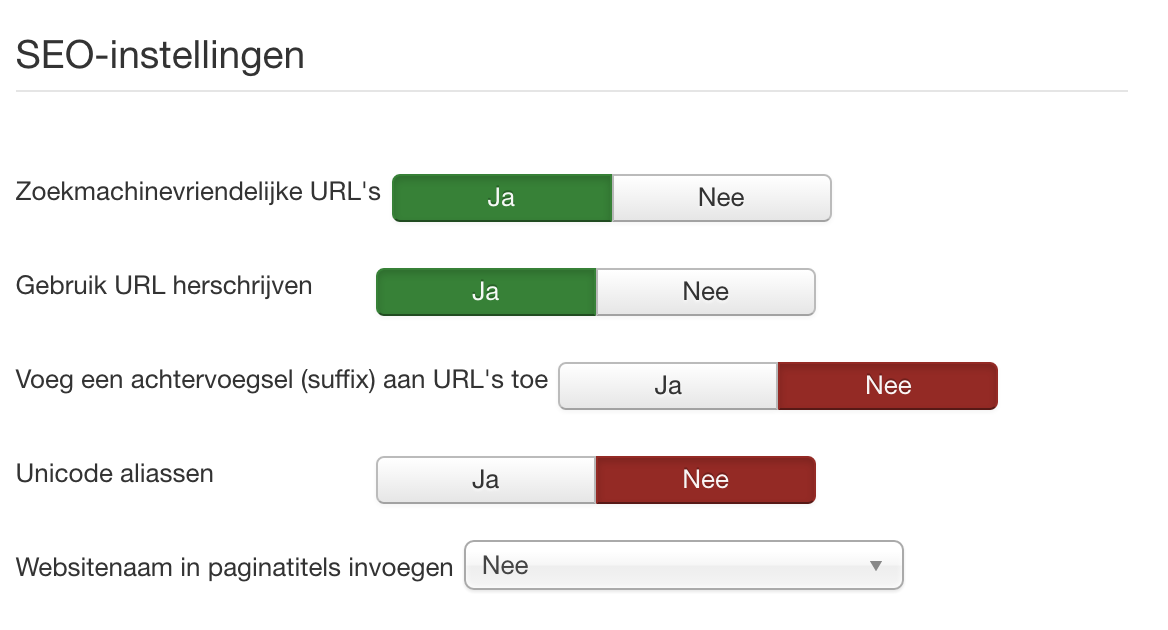 SEO-instellingen
Zoekmachinevriendelijke URL's Ja Nee
Gebruik URL herschrijven Ja Nee
Voeg een achtervoegsel (suffix) aan URL's toe Ja Nee
Unicode aliassen Ja Nee
Websitenaam in paginatitels invoegen Nee